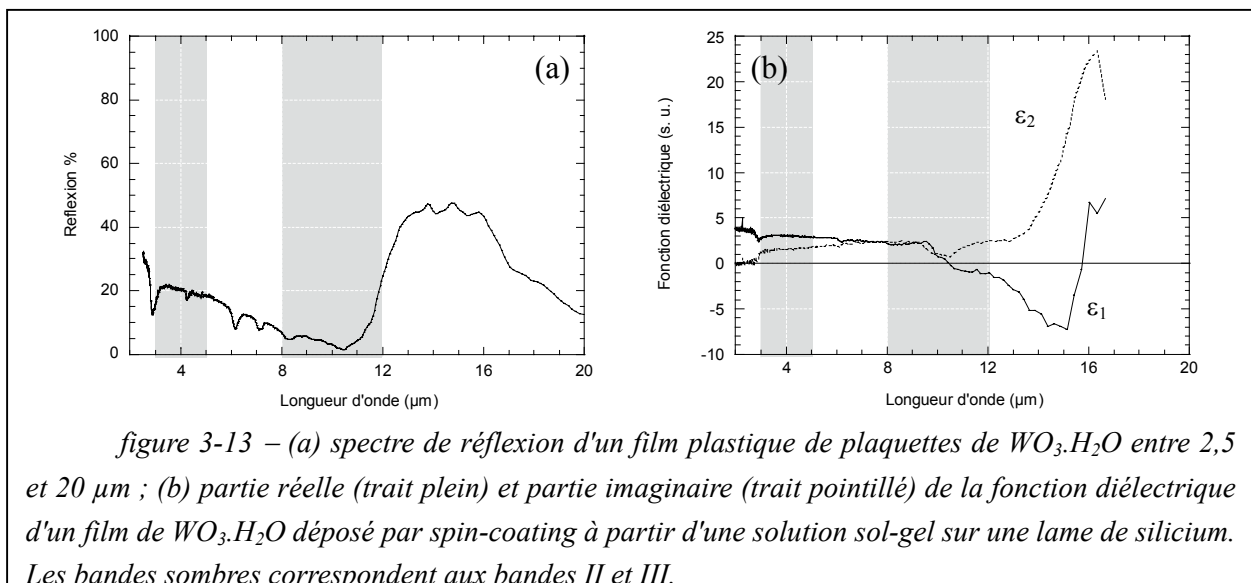 100
80
60
40
20
0
Reflexion %
(a)
4 8 12 16 20
Longueur d'onde (µm)
25
20
15
10
5
0
-5
-10
Fonction diélectrique (s. u.)
(b)
ε2
ε1
4 8 12 16 20
Longueur d'onde (µm)
figure 3-13 – (a) spectre de réflexion d'un film plastique de plaquettes de WO3.H2O entre 2,5
et 20 µm ; (b) partie réelle (trait plein) et partie imaginaire (trait pointillé) de la fonction diélectrique
d'un film de WO3.H2O déposé par spin-coating à partir d'une solution sol-gel sur une lame de silicium.
Les bandes sombres correspondent aux bandes II et III.